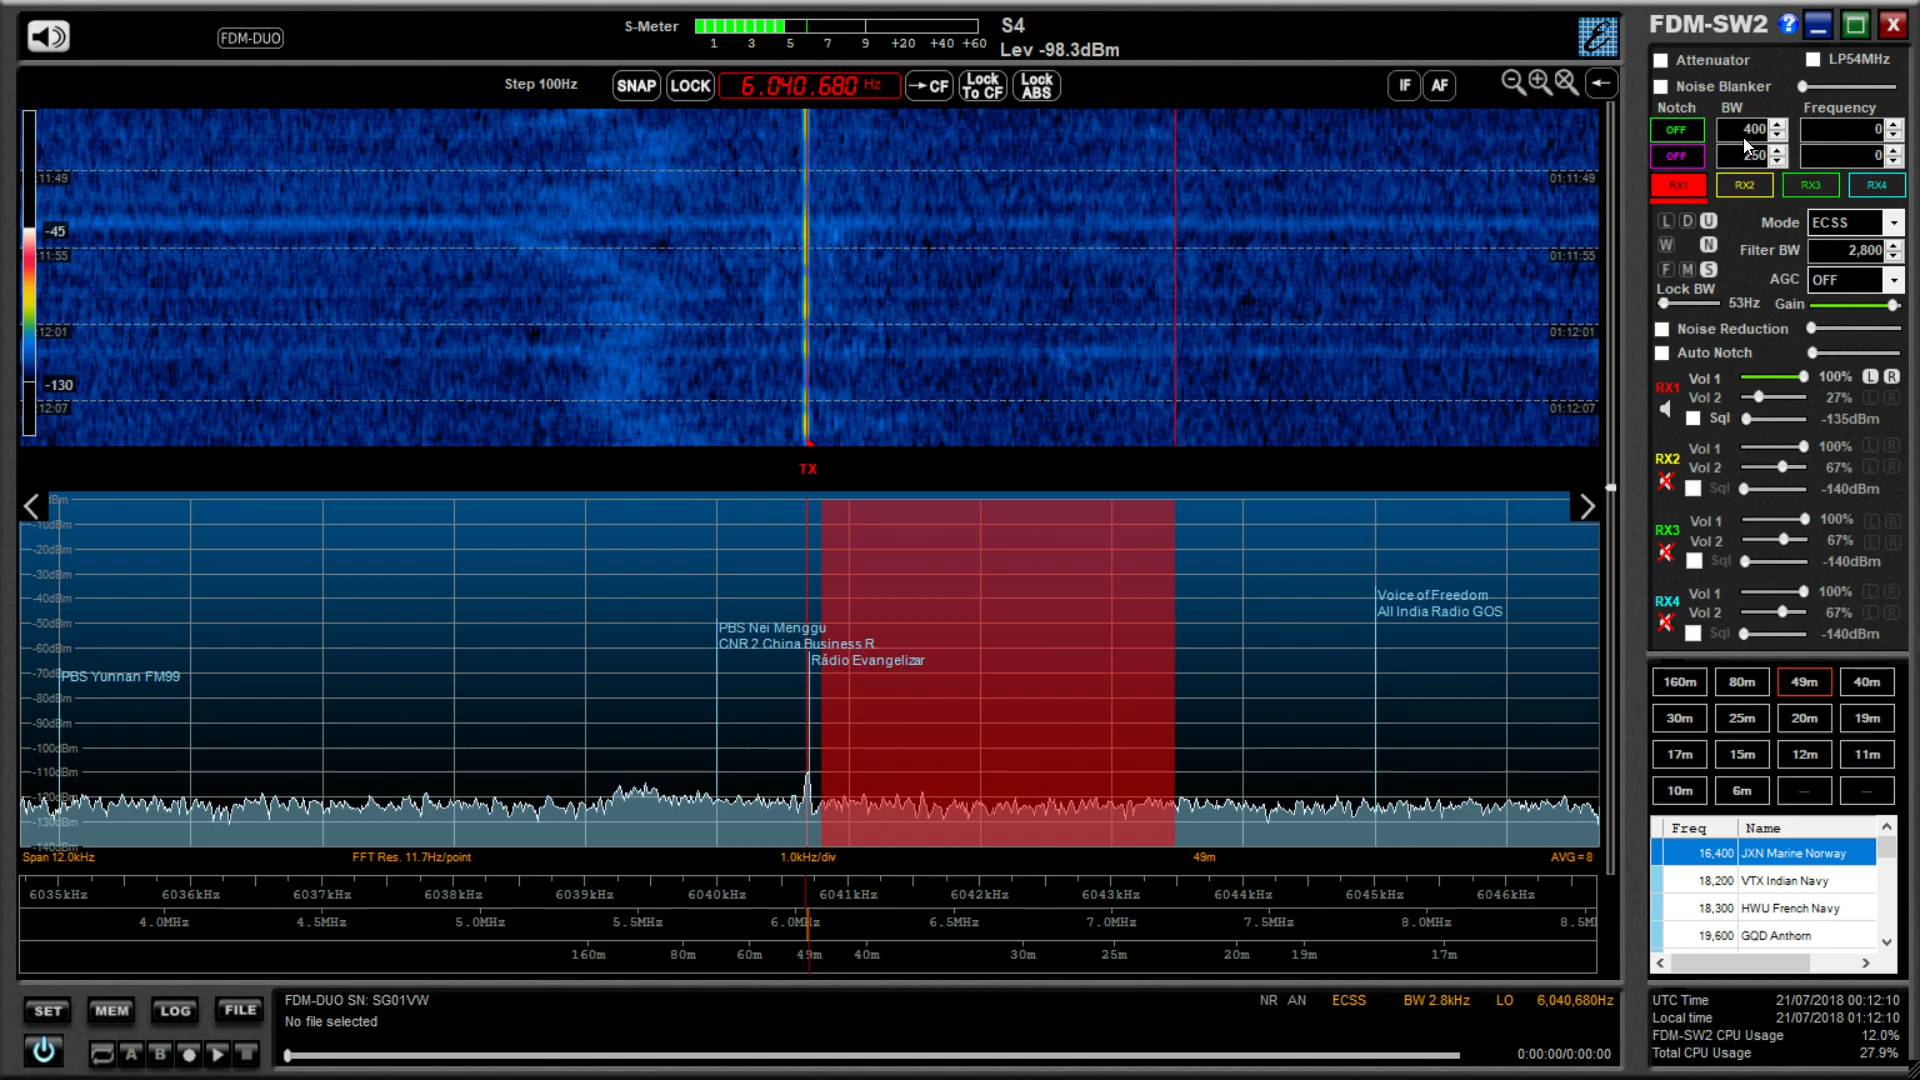 FDM-DUO
S-Meter
1 3 5 7 9 +20 +40 +60
S4
Lev -98.3dBm
FDM-SW2
Step 100Hz
SNAP
LOCK
6.040.680 Hz
→CF
Lock To CF
Lock ABS
IF
AF
Attenuator
LP54MHz
Noise Blanker
Notch BW Frequency
OFF 400 0
OFF 250 0
RX1 RX2 RX3 RX4
L D U
Mode ECSS
W N
Filter BW 2,800
F M S
AGC OFF
Lock BW
53Hz Gain
Noise Reduction
Auto Notch
RX1
Vol 1 100% L R
Vol 2 27% L R
Sql -135dBm
RX2
Vol 1 100% L R
Vol 2 67% L R
Sql -140dBm
RX3
Vol 1 100% L R
Vol 2 67% L R
Sql -140dBm
RX4
Vol 1 100% L R
Vol 2 67% L R
Sql -140dBm
160m 80m 49m 40m
30m 25m 20m 19m
17m 15m 12m 11m
10m 6m
Freq Name
16,400 JXN Marine Norway
18,200 VTX Indian Navy
18,300 HWU French Navy
19,600 GQD Anthorn
UTC Time 21/07/2018 00:12:10
Local time 21/07/2018 01:12:10
FDM-SW2 CPU Usage 12.0%
Total CPU Usage 27.9%
:11:49 01:11:49
-45
:11:55 01:11:55
:12:01 01:12:01
-130
:12:07 01:12:07
TX
-10dBm
-20dBm
-30dBm
-40dBm
-50dBm
-60dBm
-80dBm
-90dBm
-100dBm
-110dBm
-120dBm
-130dBm
-140dBm
Voice of Freedom
All India Radio GOS
PBS Nei Menggu
CNR 2 China Business R.
Rádio Evangelizar
PBS Yunnan FM99
Span 12.0kHz FFT Res. 11.7Hz/point 1.0kHz/div 49m AVG=8
6035kHz 6036kHz 6037kHz 6038kHz 6039kHz 6040kHz 6041kHz 6042kHz 6043kHz 6044kHz 6045kHz 6046kHz
4.0MHz 4.5MHz 5.0MHz 5.5MHz 6.0MHz 6.5MHz 7.0MHz 7.5MHz 8.0MHz 8.5M
160m 80m 60m 49m 40m 30m 25m 20m 19m 17m
SET MEM LOG FILE
A B
FDM-DUO SN: SG01VW
No file selected
NR AN ECSS BW 2.8kHz LO 6,040,680Hz
0:00:00/0:00:00